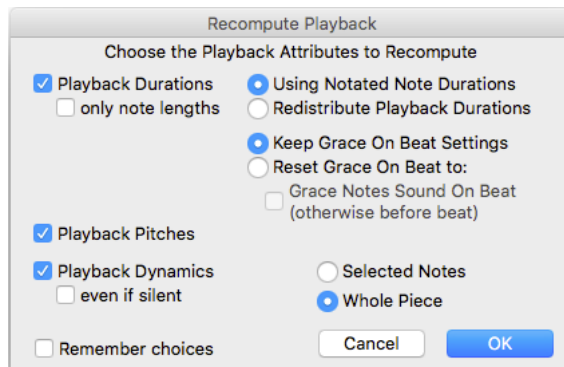 Recompute Playback
Choose the Playback Attributes to Recompute
Playback Durations
Using Notated Note Durations
only note lengths
Redistribute Playback Durations
Keep Grace On Beat Settings
Reset Grace On Beat to:
Grace Notes Sound On Beat
(otherwise before beat)
Playback Pitches
Playback Dynamics
Selected Notes
even if silent
Whole Piece
Remember choices
Cancel
OK